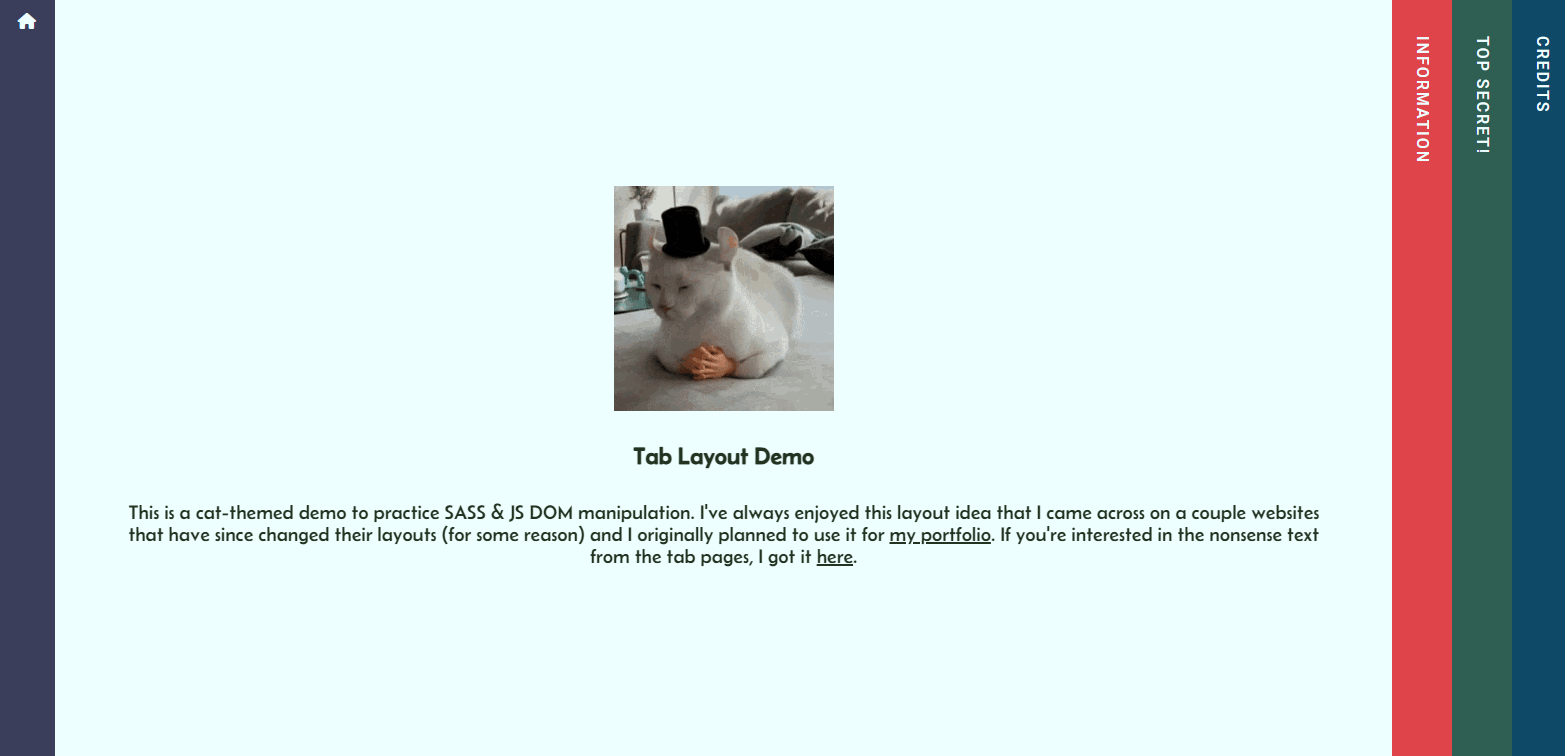 Tab Layout Demo
This is a cat-themed demo to practice SASS & JS DOM manipulation. I've always enjoyed this layout idea that I came across on a couple websites
that have since changed their layouts (for some reason) and I originally planned to use it for my portfolio. If you're interested in the nonsense text
from the tab pages, I got it here.
INFORMATION
TOP SECRET!
CREDITS